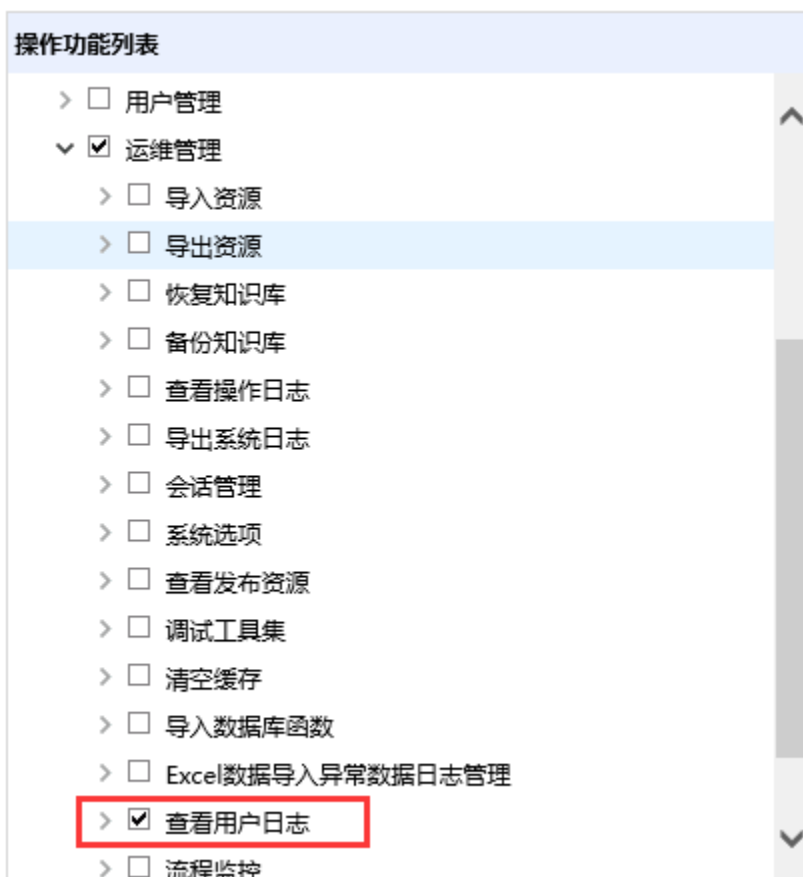 操作功能列表
用户管理
运维管理
导入资源
导出资源
恢复知识库
备份知识库
查看操作日志
导出系统日志
会话管理
系统选项
查看发布资源
调试工具集
清空缓存
导入数据库函数
Excel数据导入异常数据日志管理
查看用户日志
流程监控